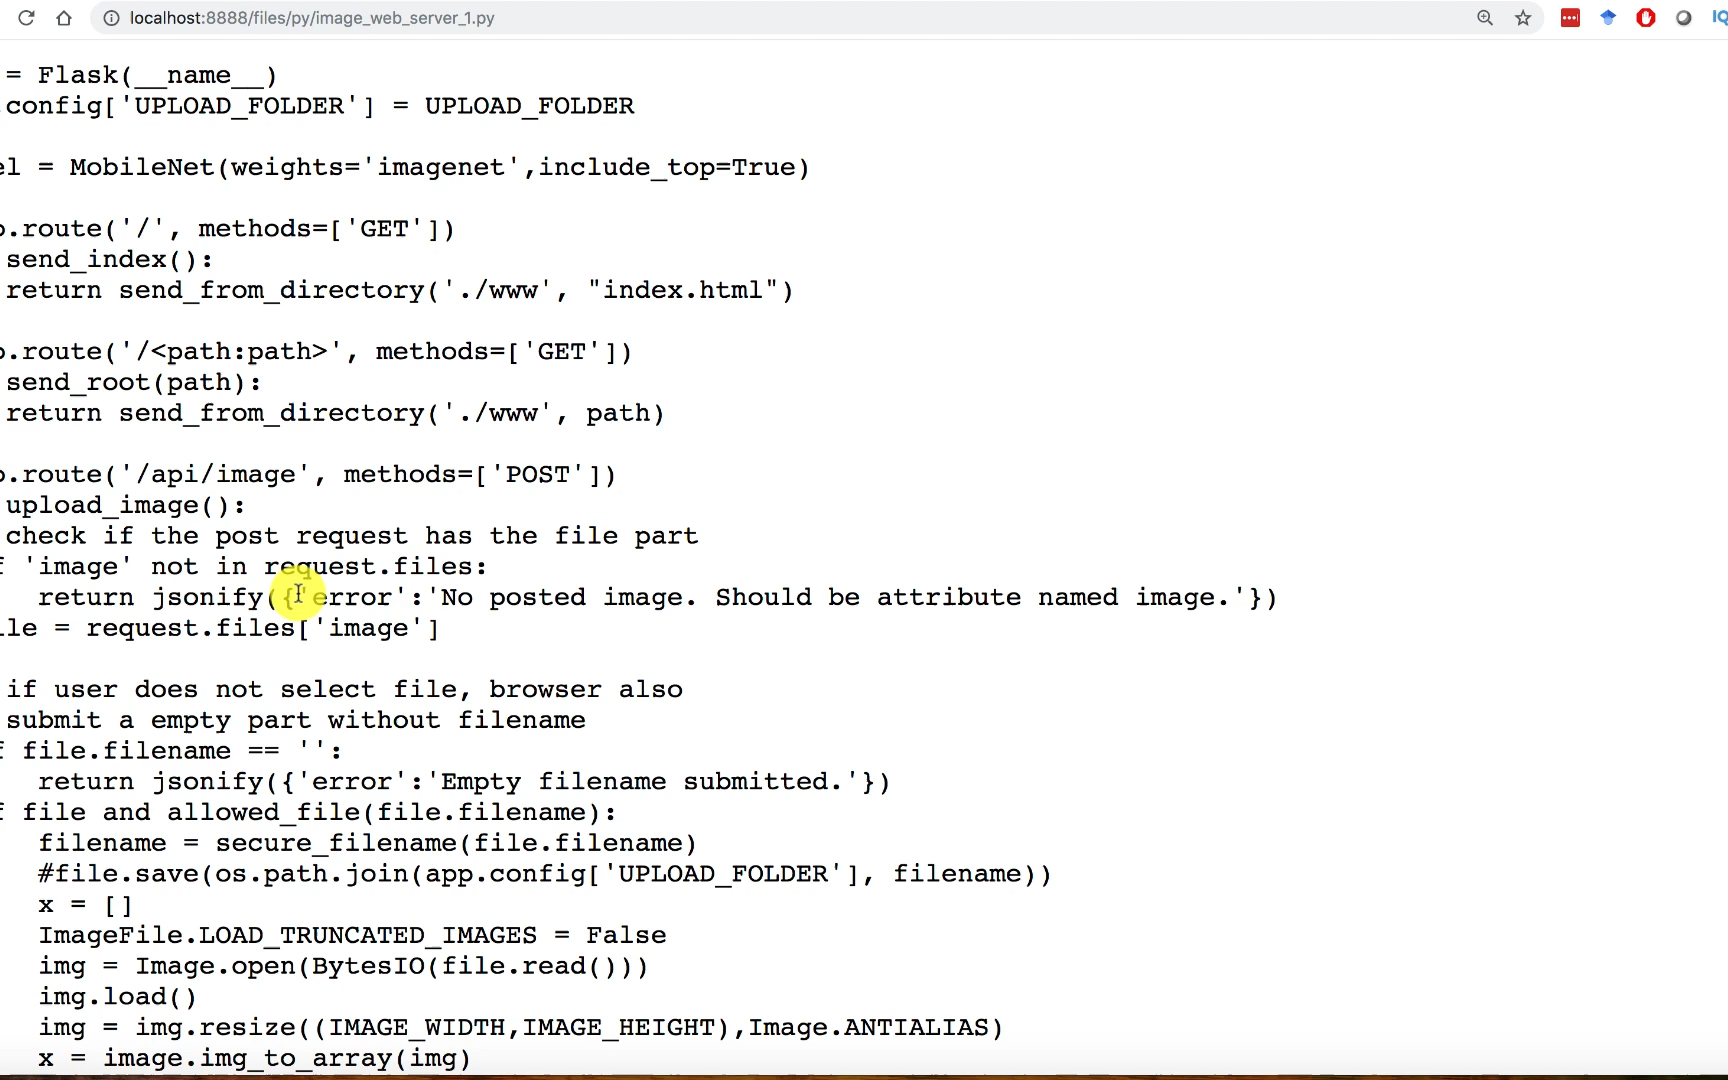 localhost:8888/files/py/image_web_server_1.py
= Flask(__name__)
config['UPLOAD_FOLDER'] = UPLOAD_FOLDER
el = MobileNet(weights='imagenet',include_top=True)
p.route('/', methods=['GET'])
send_index():
return send_from_directory('./www', "index.html")
p.route('/<path:path>', methods=['GET'])
send_root(path):
return send_from_directory('./www', path)
p.route('/api/image', methods=['POST'])
upload_image():
check if the post request has the file part
f 'image' not in request.files:
return jsonify({'error':'No posted image. Should be attribute named image.'})
le = request.files['image']
if user does not select file, browser also
submit a empty part without filename
f file.filename == '':
return jsonify({'error':'Empty filename submitted.'})
f file and allowed_file(file.filename):
filename = secure_filename(file.filename)
#file.save(os.path.join(app.config['UPLOAD_FOLDER'], filename))
x = []
ImageFile.LOAD_TRUNCATED_IMAGES = False
img = Image.open(BytesIO(file.read()))
img.load()
img = img.resize((IMAGE_WIDTH,IMAGE_HEIGHT),Image.ANTIALIAS)
x = image.img_to_array(img)